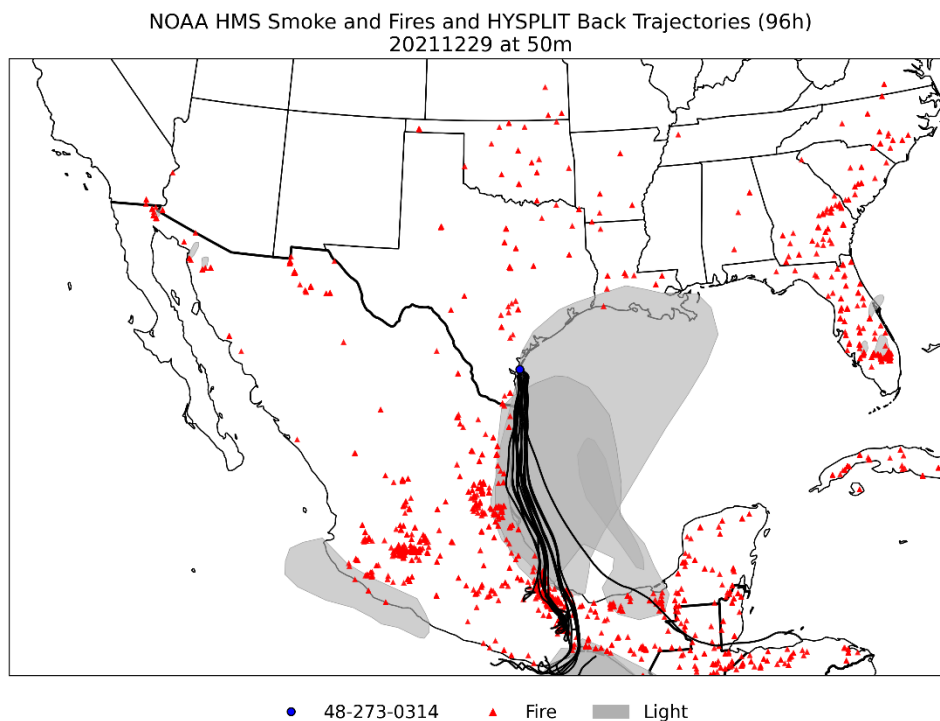 NOAA HMS Smoke and Fires and HYSPLIT Back Trajectories (96h)
20211229 at 50m
48-273-0314 Fire Light